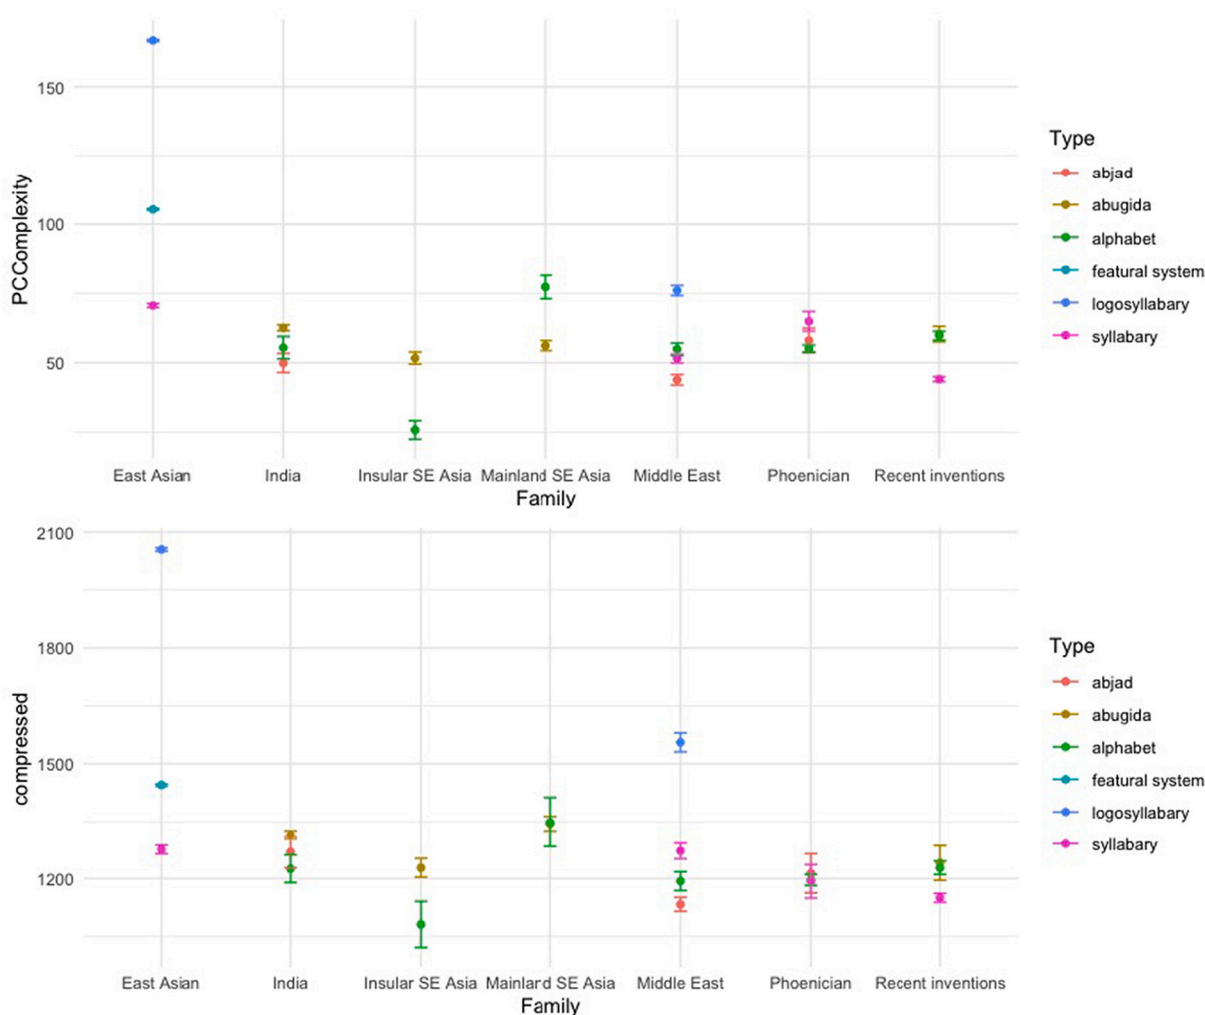 150
100
50
PCComplexity
East Asian
India
Insular SE Asia
Mainland SE Asia
Middle East
Phoenician
Recent inventions
Family
Type
abjad
abugida
alphabet
featural system
logosyllabary
syllabary
2100
1800
1500
1200
compressed
East Asian
India
Insular SE Asia
Mainland SE Asia
Middle East
Phoenician
Recent inventions
Family
Type
abjad
abugida
alphabet
featural system
logosyllabary
syllabary